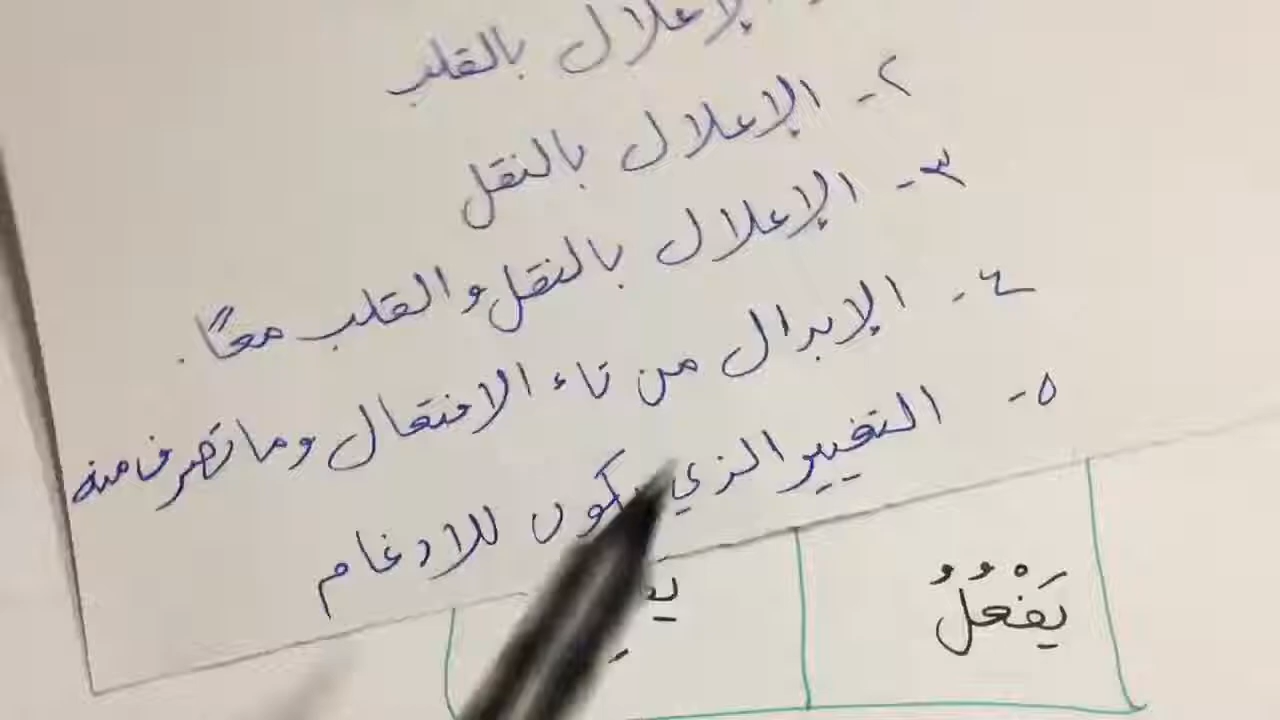 الإعلال بالقلب
٢- الإعلال بالنقل
٣- الإعلال بالنقل والقلب معًا.
٤- الإبدال من تاء الافتعال وما تصرف منه
٥- التغيير الذي يكون للادغام
يَفْعُلُ